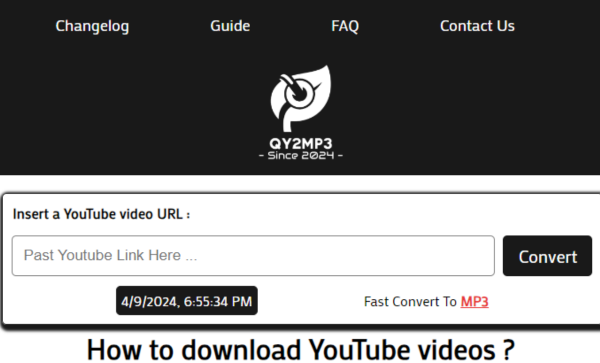 Changelog Guide FAQ Contact Us
QY2MP3
- Since 2024 -
Insert a YouTube video URL :
Past Youtube Link Here ... Convert
4/9/2024, 6:55:34 PM Fast Convert To MP3
How to download YouTube videos ?